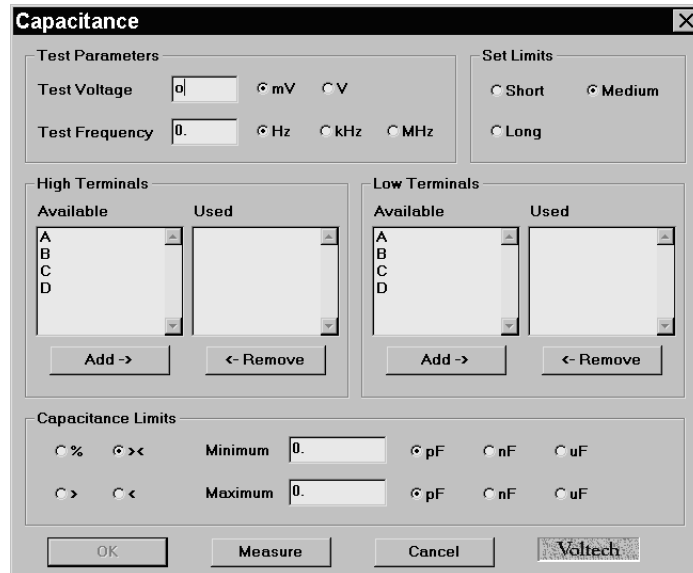 Capacitance
Test Parameters
Test Voltage o mV V
Test Frequency 0. Hz kHz MHz
Set Limits
Short Medium
Long
High Terminals
Available Used
A
B
C
D
Add -> <- Remove
Low Terminals
Available Used
A
B
C
D
Add -> <- Remove
Capacitance Limits
% >< Minimum 0. pF nF uF
> < Maximum 0. pF nF uF
OK Measure Cancel Voltech